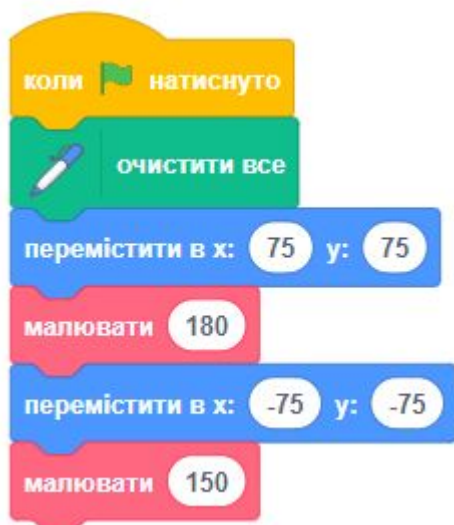 коли натиснуто
очистити все
перемістити в x: 75 y: 75
малювати 180
перемістити в x: -75 y: -75
малювати 150